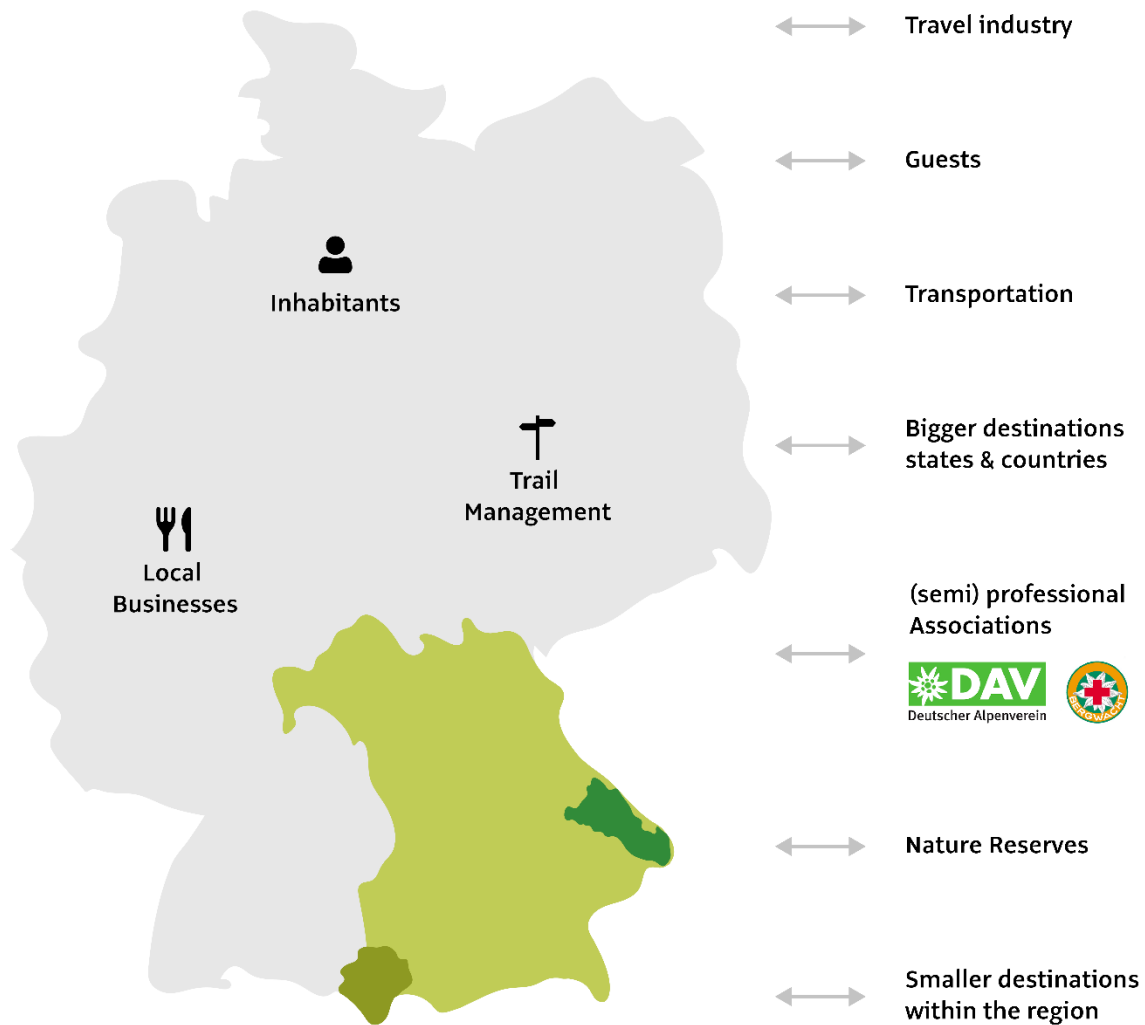 Travel industry
Guests
Inhabitants
Transportation
Bigger destinations
states & countries
Trail
Management
Local
Businesses
(semi) professional
Associations
DAV
Deutscher Alpenverein
BERGWACHT
Nature Reserves
Smaller destinations
within the region